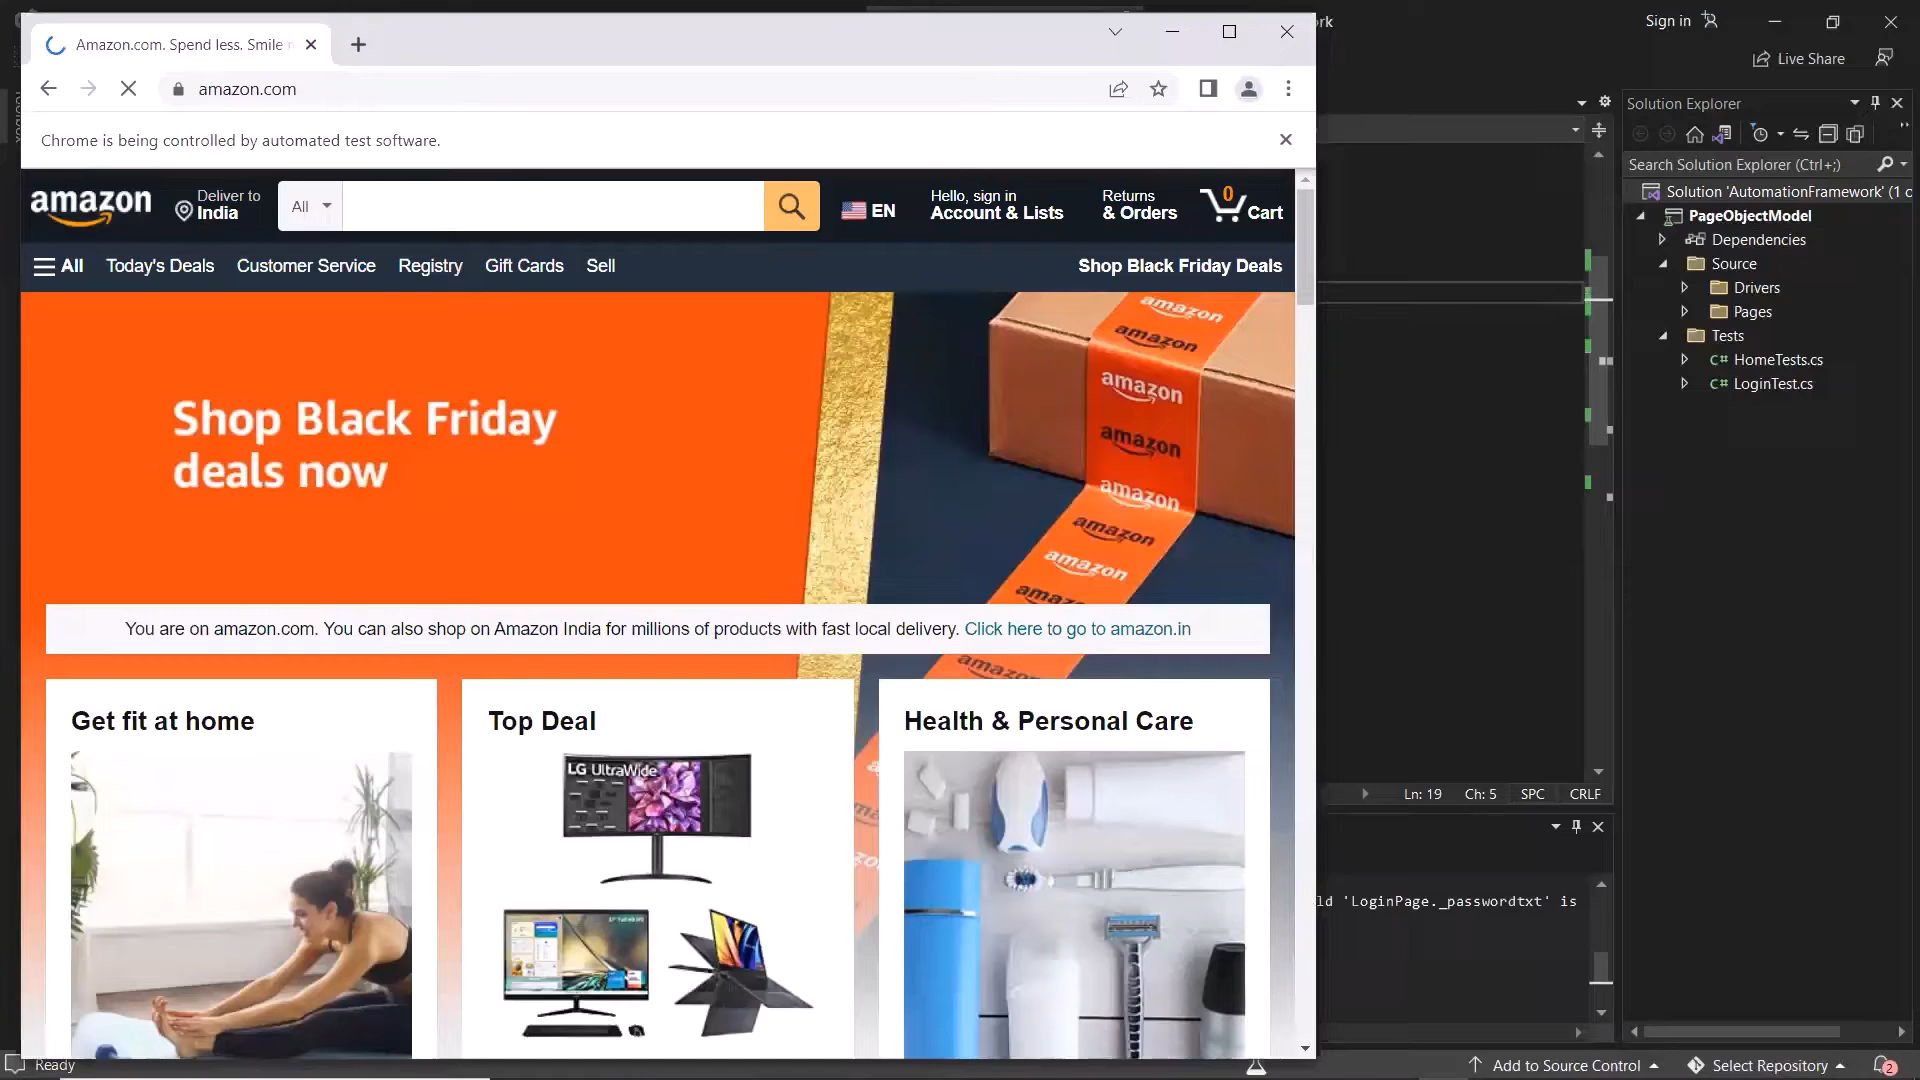 rk
Sign in
Live Share
Amazon.com. Spend less. Smile
amazon.com
Chrome is being controlled by automated test software.
amazon
Deliver to
India
All
EN
Hello, sign in
Account & Lists
Returns
& Orders
0
Cart
All
Today's Deals
Customer Service
Registry
Gift Cards
Sell
Shop Black Friday Deals
Shop Black Friday
deals now
amazon
amazon
amazon
amazon
amazon
amazon
amazon
amazon
amazon
You are on amazon.com. You can also shop on Amazon India for millions of products with fast local delivery. Click here to go to amazon.in
Get fit at home
Top Deal
Health & Personal Care
LG UltraWide
Solution Explorer
Search Solution Explorer (Ctrl+;)
Solution 'AutomationFramework' (1 o
PageObjectModel
Dependencies
Source
Drivers
Pages
Tests
C# HomeTests.cs
C# LoginTest.cs
Ln: 19 Ch: 5 SPC CRLF
ld 'LoginPage._passwordtxt' is
Ready
Add to Source Control
Select Repository
2